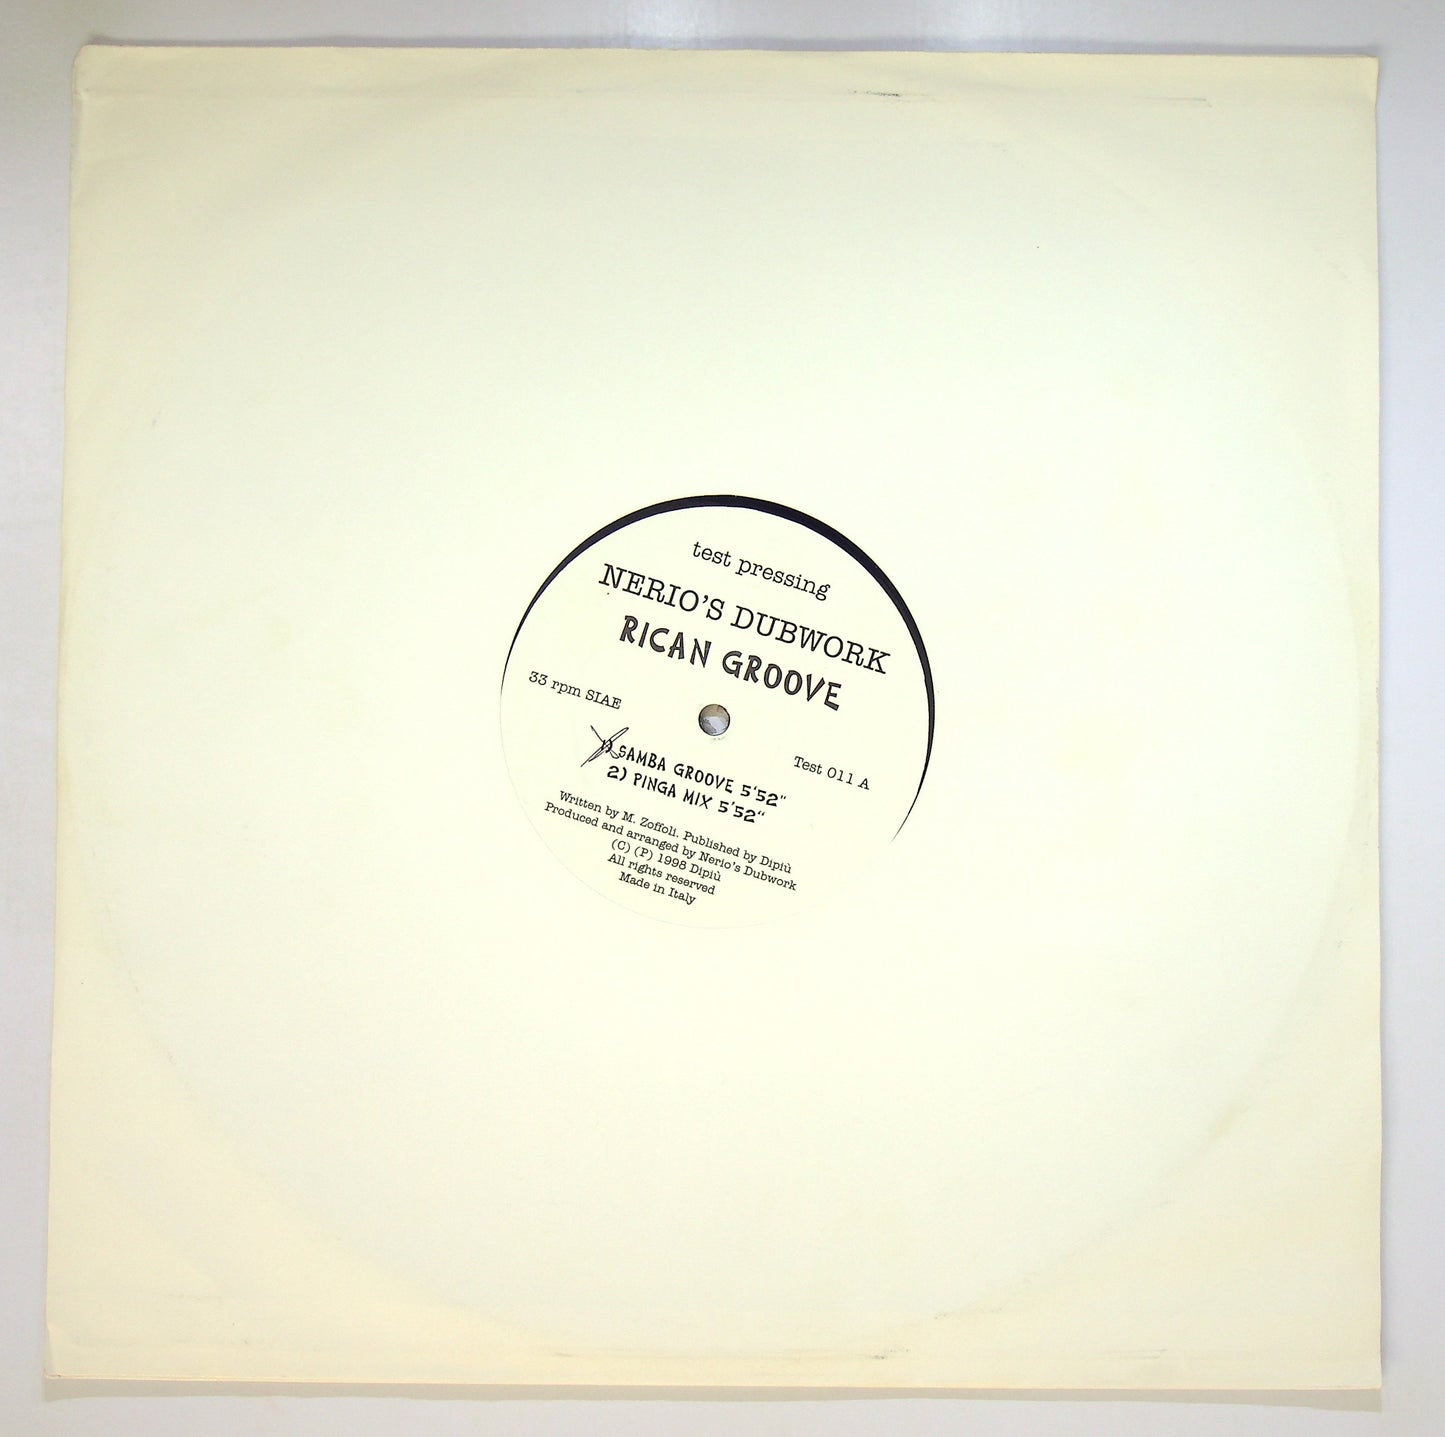 test pressing
NERIO'S DUBWORK
RICAN GROOVE
33 rpm SIAE
Test 011 A
SAMBA GROOVE 5'52"
2) PINGA MIX 5'52"
Written by M. Zoffoli. Published by Dipiù
Produced and arranged by Nerio's Dubwork
(C) (P) 1998 Dipiù
All rights reserved
Made in Italy